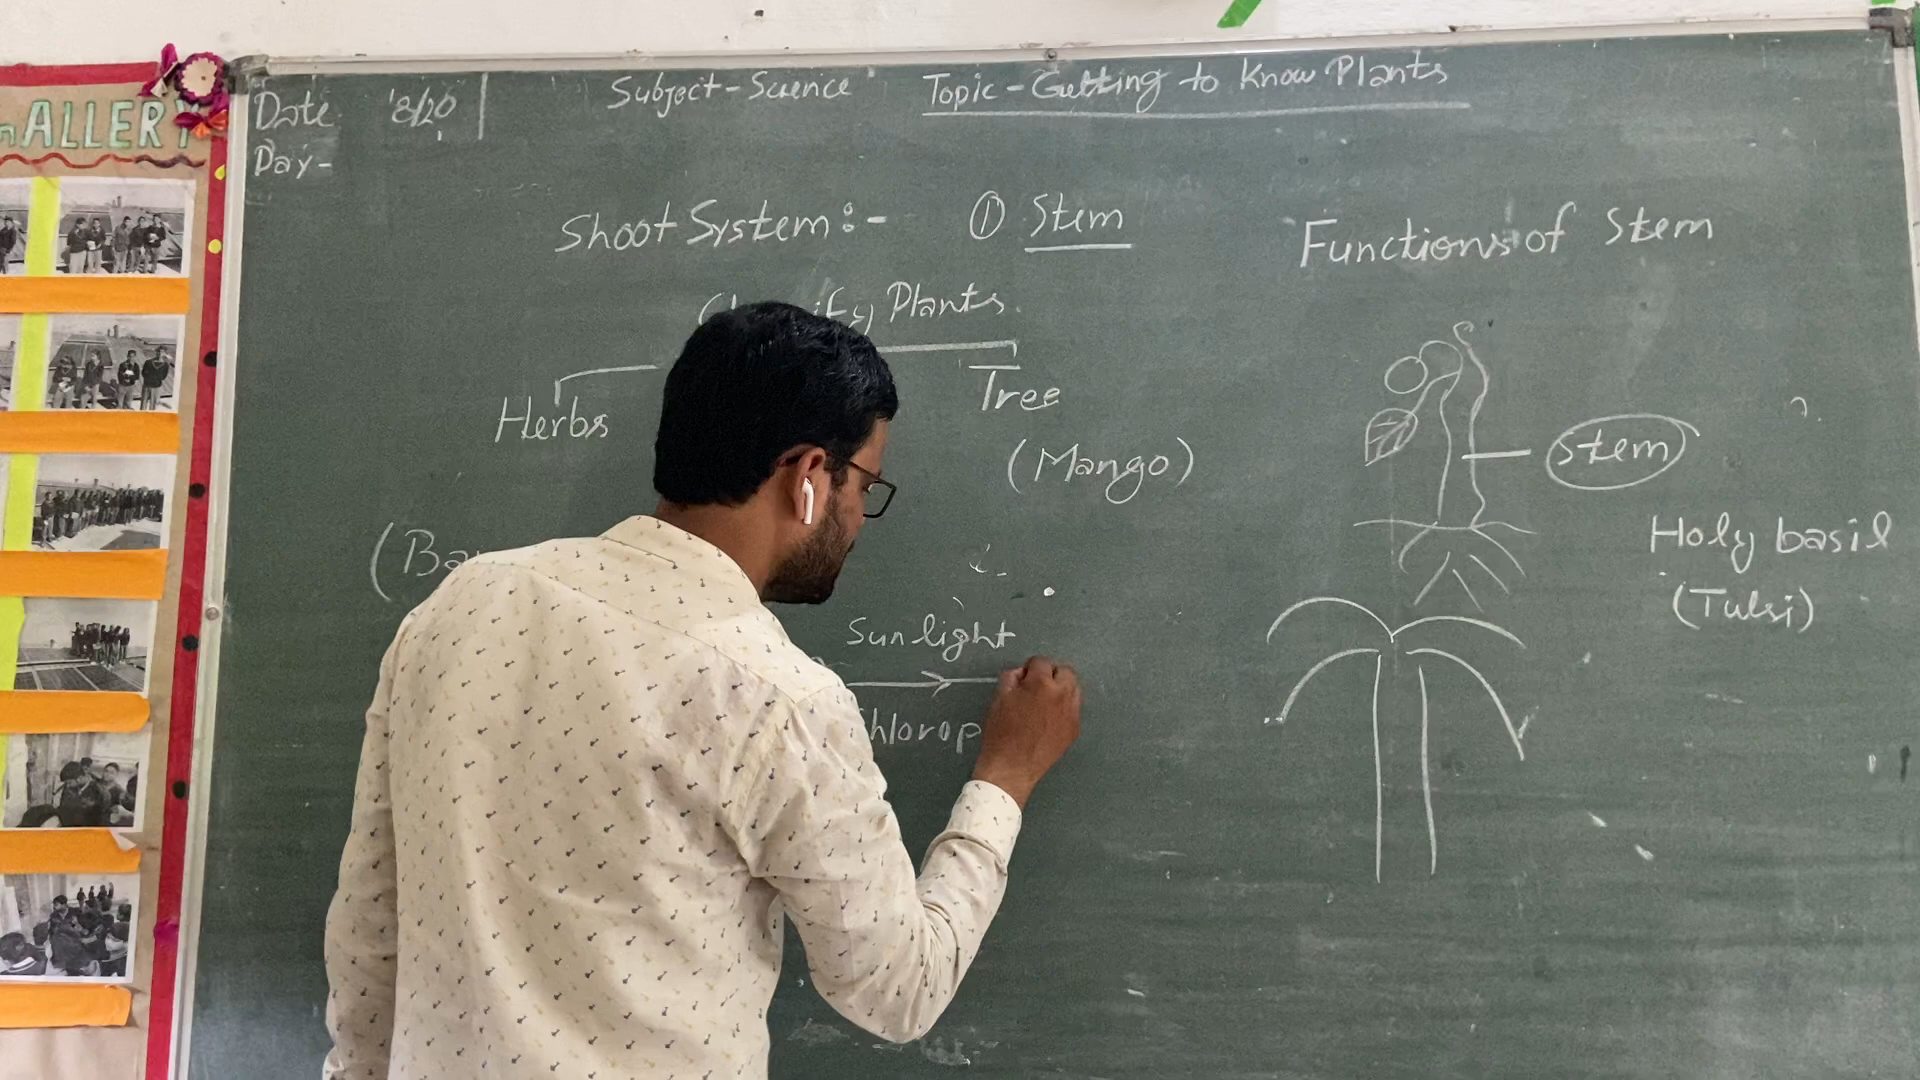 ALLERY
Date 8/20
Day-
Subject-Science
Topic-Getting to Know Plants
Shoot System:- ① Stem
Plants.
Herbs
Tree
(Mango)
(Ba
Sunlight
hlorop
Functions of Stem
Stem
Holy basil
(Tulsi)